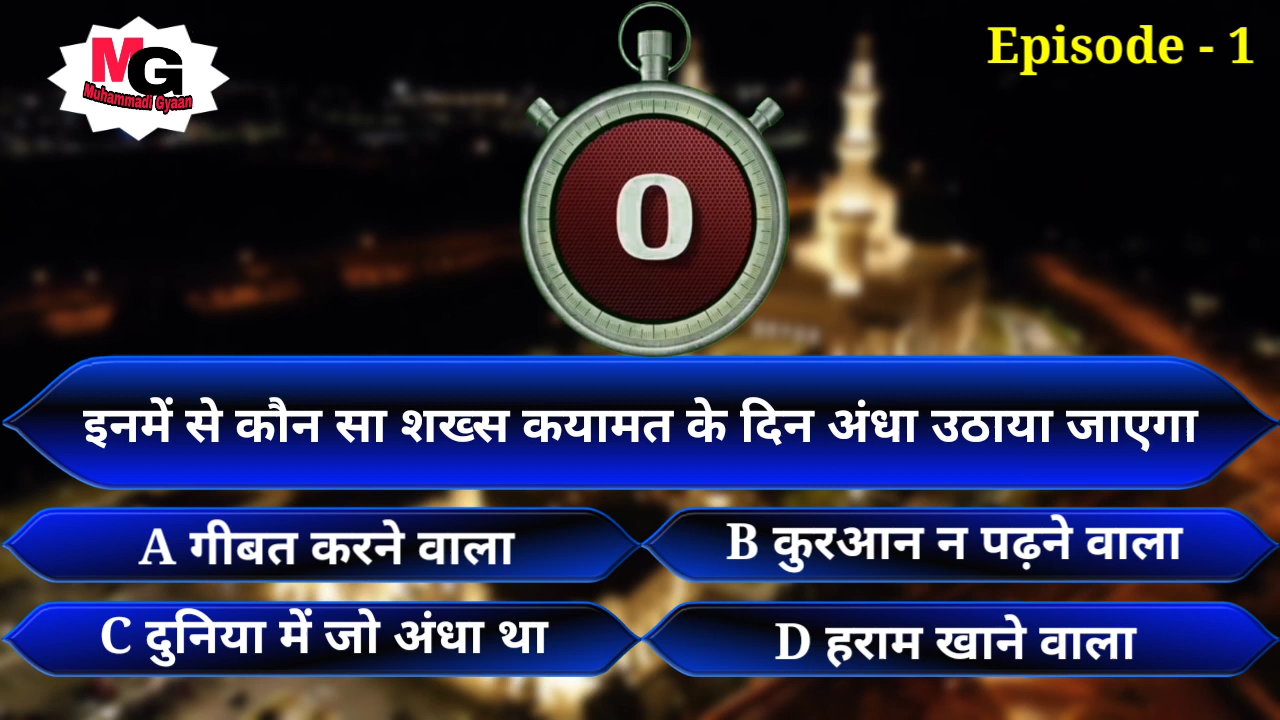 MG
Muhammadi Gyaan
Episode - 1
0
इनमें से कौन सा शख्स कयामत के दिन अंधा उठाया जाएगा
A गीबत करने वाला
B कुरआन न पढ़ने वाला
C दुनिया में जो अंधा था
D हराम खाने वाला